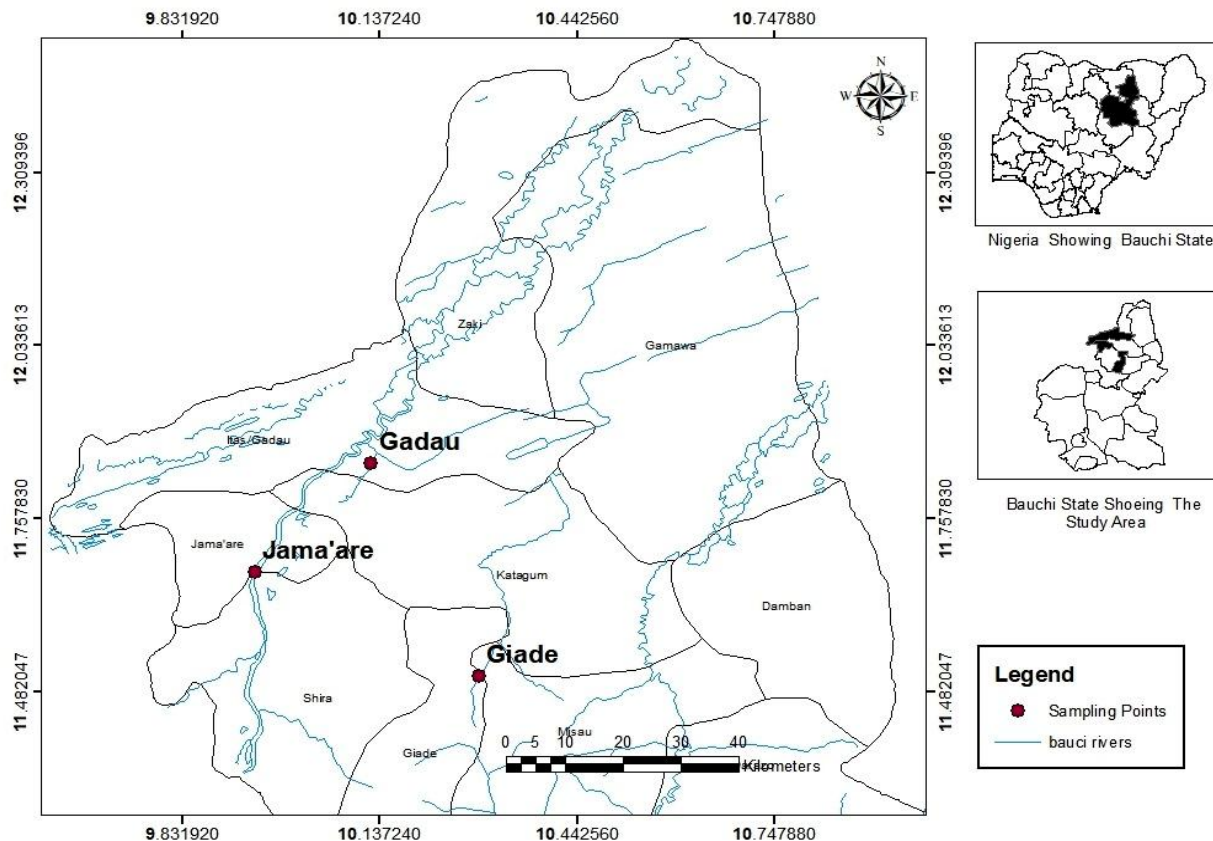 9.831920 10.137240 10.442560 10.747880
12.309396
12.033613
11.757830
11.482047
N
W E
S
Zaki
Gamawa
Itas/Gadau
Gadau
Jama'are
Jama'are
Katagum
Damban
Giade
Shira
Giade
Misau
0 5 10 20 30 40
Kilometers
9.831920 10.137240 10.442560 10.747880
12.309396
12.033613
11.757830
11.482047
Nigeria Showing Bauchi State
Bauchi State Shoeing The
Study Area
Legend
Sampling Points
bauci rivers